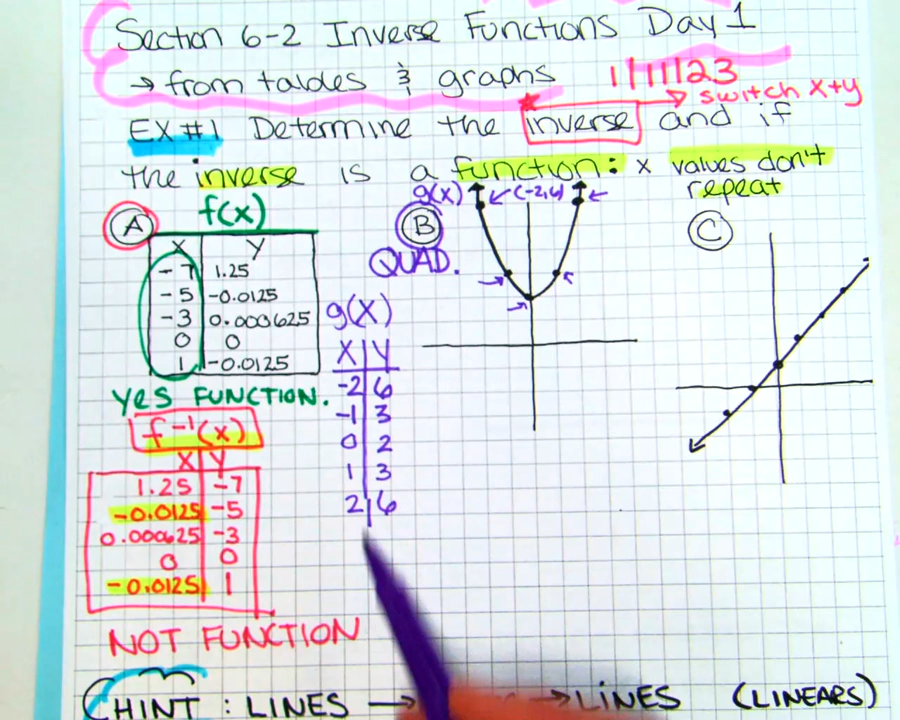 Section 6-2 Inverse Functions Day 1
→ from tables & graphs 1/11/23
→ switch x+y
EX #1 Determine the inverse and if
the inverse is a function: x values don't
repeat
A f(x)
X Y
-7 1.25
-5 -0.0125
-3 0.000625
0 0
1 -0.0125
YES FUNCTION.
f⁻¹(x)
X Y
1.25 -7
-0.0125 -5
0.000625 -3
0 0
-0.0125 1
NOT FUNCTION
g(x) (-2,6)
B
QUAD.
g(x)
X Y
-2 6
-1 3
0 2
1 3
2 6
C
HINT: LINES → → LINES (LINEARS)